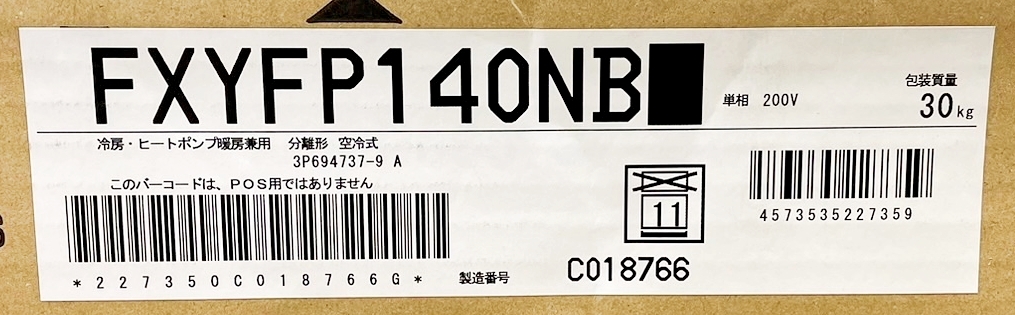 FXYFP140NB■
単相 200V
包装質量
30kg
冷房・ヒートポンプ暖房兼用 分離形 空冷式
3P694737-9 A
このバーコードは、POS用ではありません
*227350C018766G*
製造番号
C018766
11
4573535227359